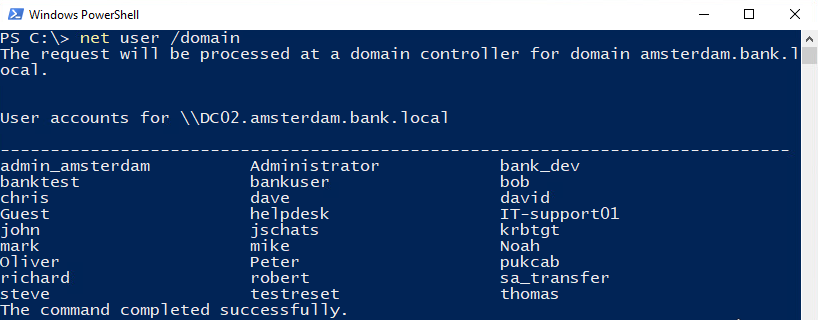 Windows PowerShell
PS C:\> net user /domain
The request will be processed at a domain controller for domain amsterdam.bank.l
ocal.
User accounts for \\DC02.amsterdam.bank.local
-------------------------------------------------------------------------------
admin_amsterdam          Administrator            bank_dev
banktest                 bankuser                 bob
chris                    dave                     david
Guest                    helpdesk                 IT-support01
john                     jschats                  krbtgt
mark                     mike                     Noah
Oliver                   Peter                    pukcab
richard                  robert                   sa_transfer
steve                    testreset                thomas
The command completed successfully.